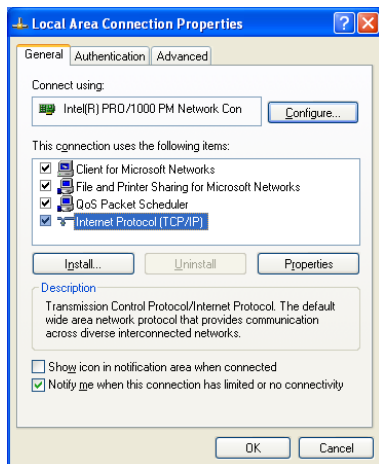 Local Area Connection Properties
General Authentication Advanced
Connect using:
Intel(R) PRO/1000 PM Network Con
Configure...
This connection uses the following items:
Client for Microsoft Networks
File and Printer Sharing for Microsoft Networks
QoS Packet Scheduler
Internet Protocol (TCP/IP)
Install... Uninstall Properties
Description
Transmission Control Protocol/Internet Protocol. The default
wide area network protocol that provides communication
across diverse interconnected networks.
Show icon in notification area when connected
Notify me when this connection has limited or no connectivity
OK Cancel